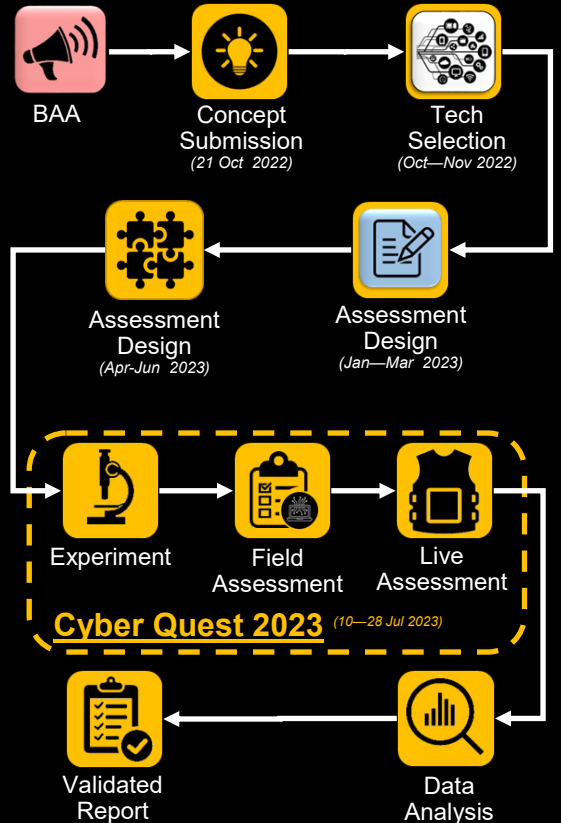 BAA
Concept
Submission
(21 Oct 2022)
Tech
Selection
(Oct—Nov 2022)
Assessment
Design
(Apr-Jun 2023)
Assessment
Design
(Jan—Mar 2023)
Experiment
Field
Assessment
Live
Assessment
Cyber Quest 2023 (10—28 Jul 2023)
Validated
Report
Data
Analysis